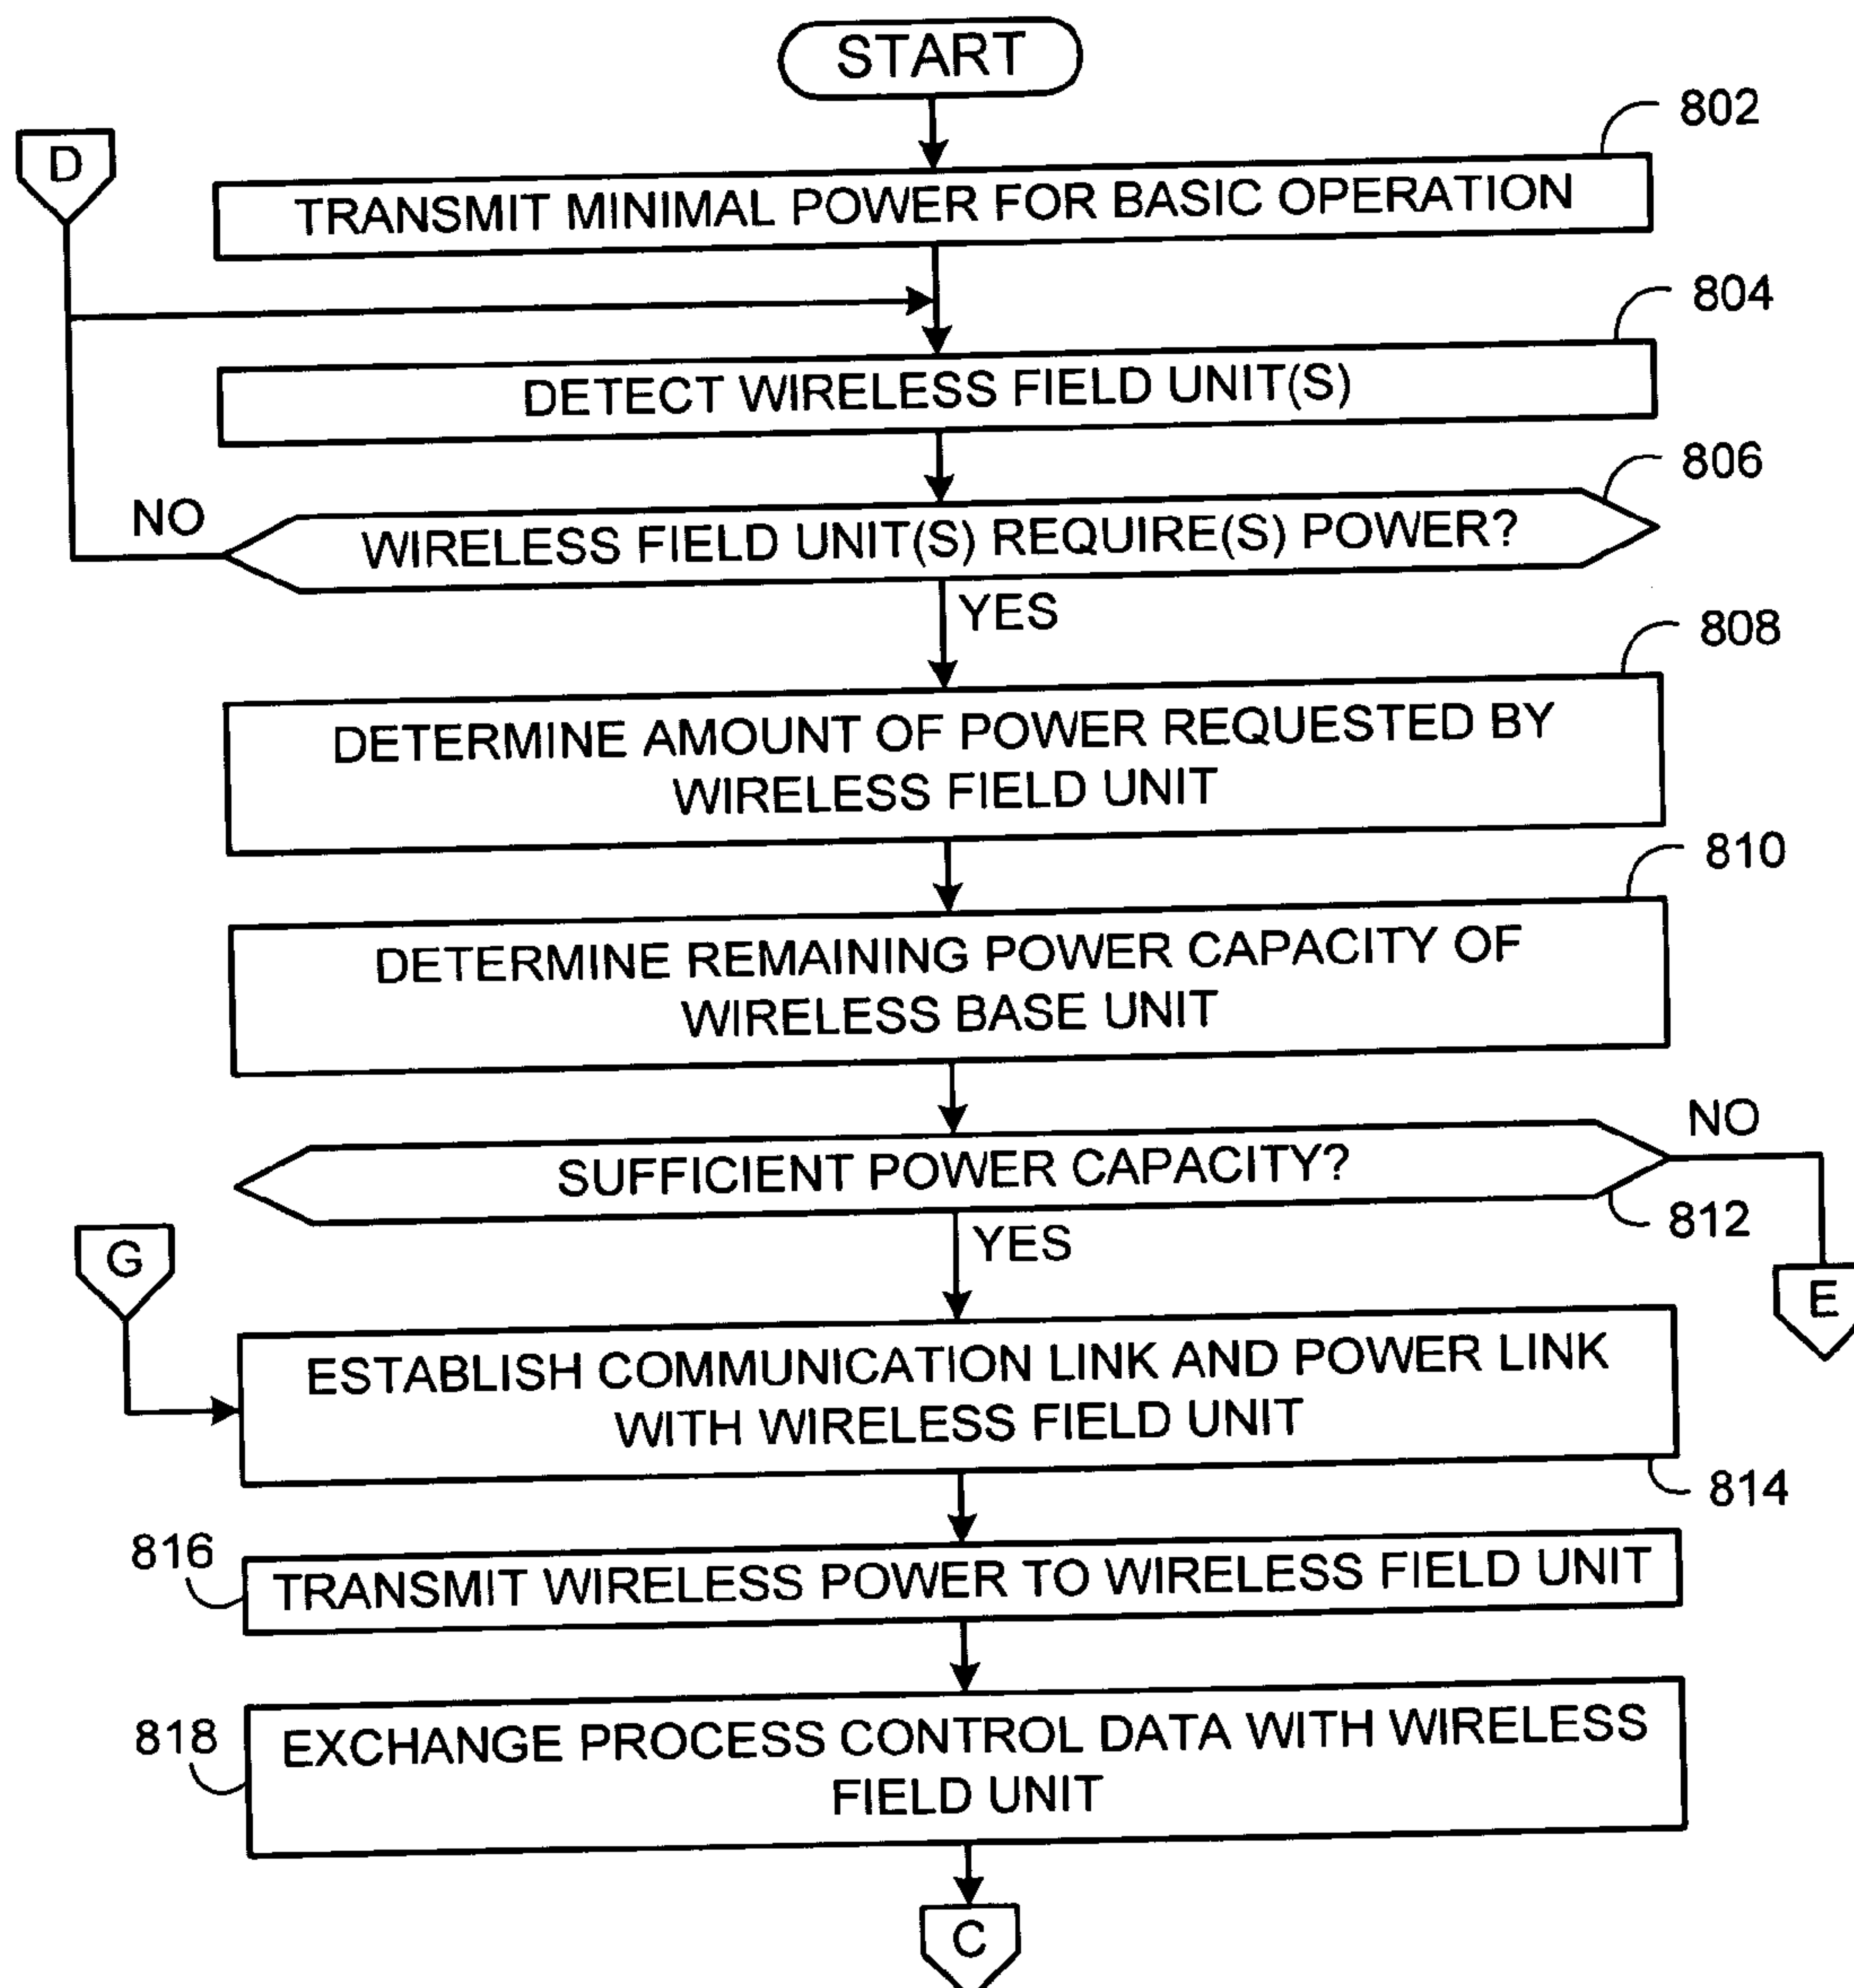 START
802
D
TRANSMIT MINIMAL POWER FOR BASIC OPERATION
804
DETECT WIRELESS FIELD UNIT(S)
806
NO
WIRELESS FIELD UNIT(S) REQUIRE(S) POWER?
YES
808
DETERMINE AMOUNT OF POWER REQUESTED BY
WIRELESS FIELD UNIT
810
DETERMINE REMAINING POWER CAPACITY OF
WIRELESS BASE UNIT
NO
SUFFICIENT POWER CAPACITY?
812
YES
G
E
ESTABLISH COMMUNICATION LINK AND POWER LINK
WITH WIRELESS FIELD UNIT
814
816
TRANSMIT WIRELESS POWER TO WIRELESS FIELD UNIT
818
EXCHANGE PROCESS CONTROL DATA WITH WIRELESS
FIELD UNIT
C